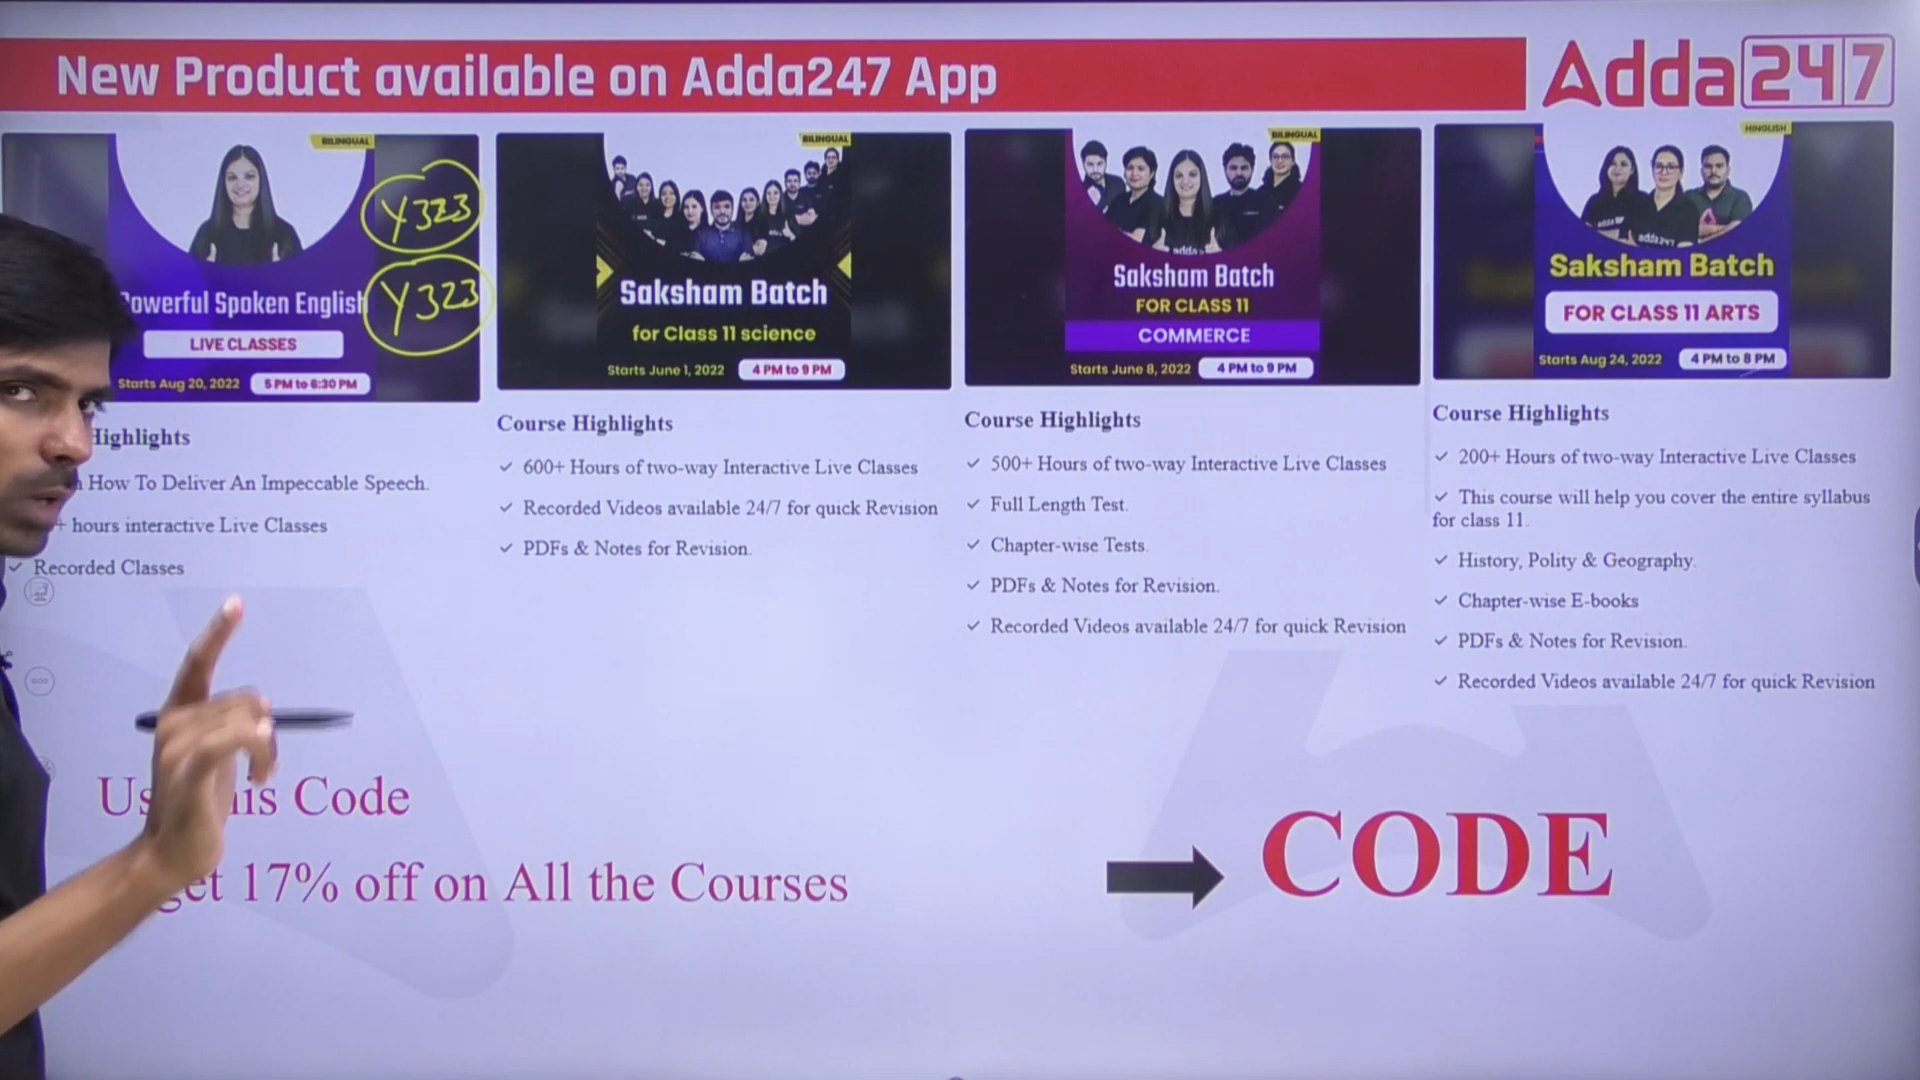 New Product available on Adda247 App
Adda247
BILINGUAL
Y323
Y323
Powerful Spoken English
LIVE CLASSES
Starts Aug 20, 2022
5 PM to 6:30 PM
Highlights
How To Deliver An Impeccable Speech.
+ hours interactive Live Classes
✓ Recorded Classes
BILINGUAL
Saksham Batch
for Class 11 science
Starts June 1, 2022
4 PM to 9 PM
Course Highlights
✓ 600+ Hours of two-way Interactive Live Classes
✓ Recorded Videos available 24/7 for quick Revision
✓ PDFs & Notes for Revision.
BILINGUAL
adda
Saksham Batch
FOR CLASS 11
COMMERCE
Starts June 8, 2022
4 PM to 9 PM
Course Highlights
✓ 500+ Hours of two-way Interactive Live Classes
✓ Full Length Test.
✓ Chapter-wise Tests.
✓ PDFs & Notes for Revision.
✓ Recorded Videos available 24/7 for quick Revision
HINGLISH
adda247
Saksham Batch
FOR CLASS 11 ARTS
Starts Aug 24, 2022
4 PM to 8 PM
Course Highlights
✓ 200+ Hours of two-way Interactive Live Classes
✓ This course will help you cover the entire syllabus
for class 11.
✓ History, Polity & Geography.
✓ Chapter-wise E-books
✓ PDFs & Notes for Revision.
✓ Recorded Videos available 24/7 for quick Revision
Us his Code
get 17% off on All the Courses
CODE